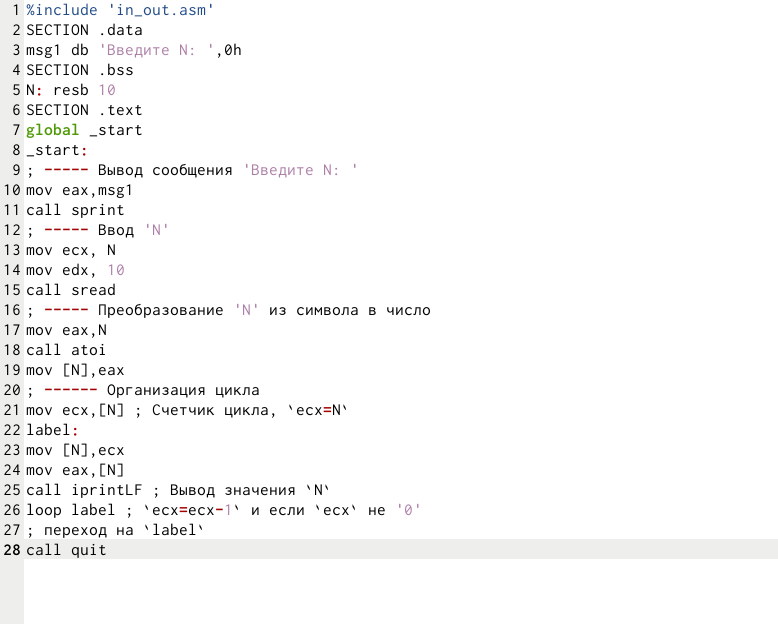 1 %include 'in_out.asm'
2 SECTION .data
3 msg1 db 'Введите N: ',0h
4 SECTION .bss
5 N: resb 10
6 SECTION .text
7 global _start
8 _start:
9 ; ----- Вывод сообщения 'Введите N: '
10 mov eax,msg1
11 call sprint
12 ; ----- Ввод 'N'
13 mov ecx, N
14 mov edx, 10
15 call sread
16 ; ----- Преобразование 'N' из символа в число
17 mov eax,N
18 call atoi
19 mov [N],eax
20 ; ------ Организация цикла
21 mov ecx,[N] ; Счетчик цикла, `ecx=N`
22 label:
23 mov [N],ecx
24 mov eax,[N]
25 call iprintLF ; Вывод значения `N`
26 loop label ; `ecx=ecx-1` и если `ecx` не '0'
27 ; переход на `label`
28 call quit